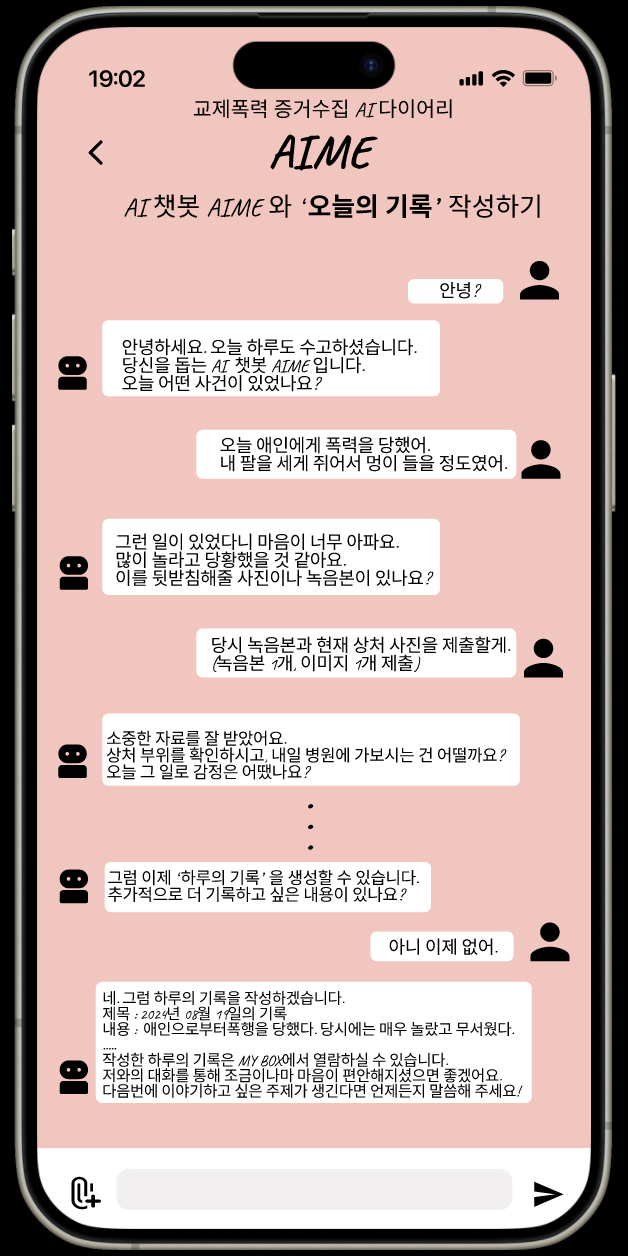 19:02
교제폭력 증거수집 AI다이어리
AIME
AI챗봇 AIME와 ‘오늘의 기록’ 작성하기
안녕?
안녕하세요. 오늘 하루도 수고하셨습니다.
당신을 돕는 AI 챗봇 AIME입니다.
오늘 어떤 사건이 있었나요?
오늘 애인에게 폭력을 당했어.
내 팔을 세게 쥐어서 멍이 들을 정도였어.
그런 일이 있었다니 마음이 너무 아파요.
많이 놀라고 당황했을 것 같아요.
이를 뒷받침해줄 사진이나 녹음본이 있나요?
당시 녹음본과 현재 상처 사진을 제출할게.
(녹음본 1개, 이미지 1개 제출)
소중한 자료를 잘 받았어요.
상처 부위를 확인하시고, 내일 병원에 가보시는 건 어떨까요?
오늘 그 일로 감정은 어땠나요?
그럼 이제 ‘하루의 기록’을 생성할 수 있습니다.
추가적으로 더 기록하고 싶은 내용이 있나요?
아니 이제 없어.
네. 그럼 하루의 기록을 작성하겠습니다.
제목 : 2024년 08월 19일의 기록
내용 : 애인으로부터폭행을 당했다. 당시에는 매우 놀랐고 무서웠다.
.....
작성한 하루의 기록은 MY BOX에서 열람하실 수 있습니다.
저와의 대화를 통해 조금이나마 마음이 편안해지셨으면 좋겠어요.
다음번에 이야기하고 싶은 주제가 생긴다면 언제든지 말씀해 주세요!